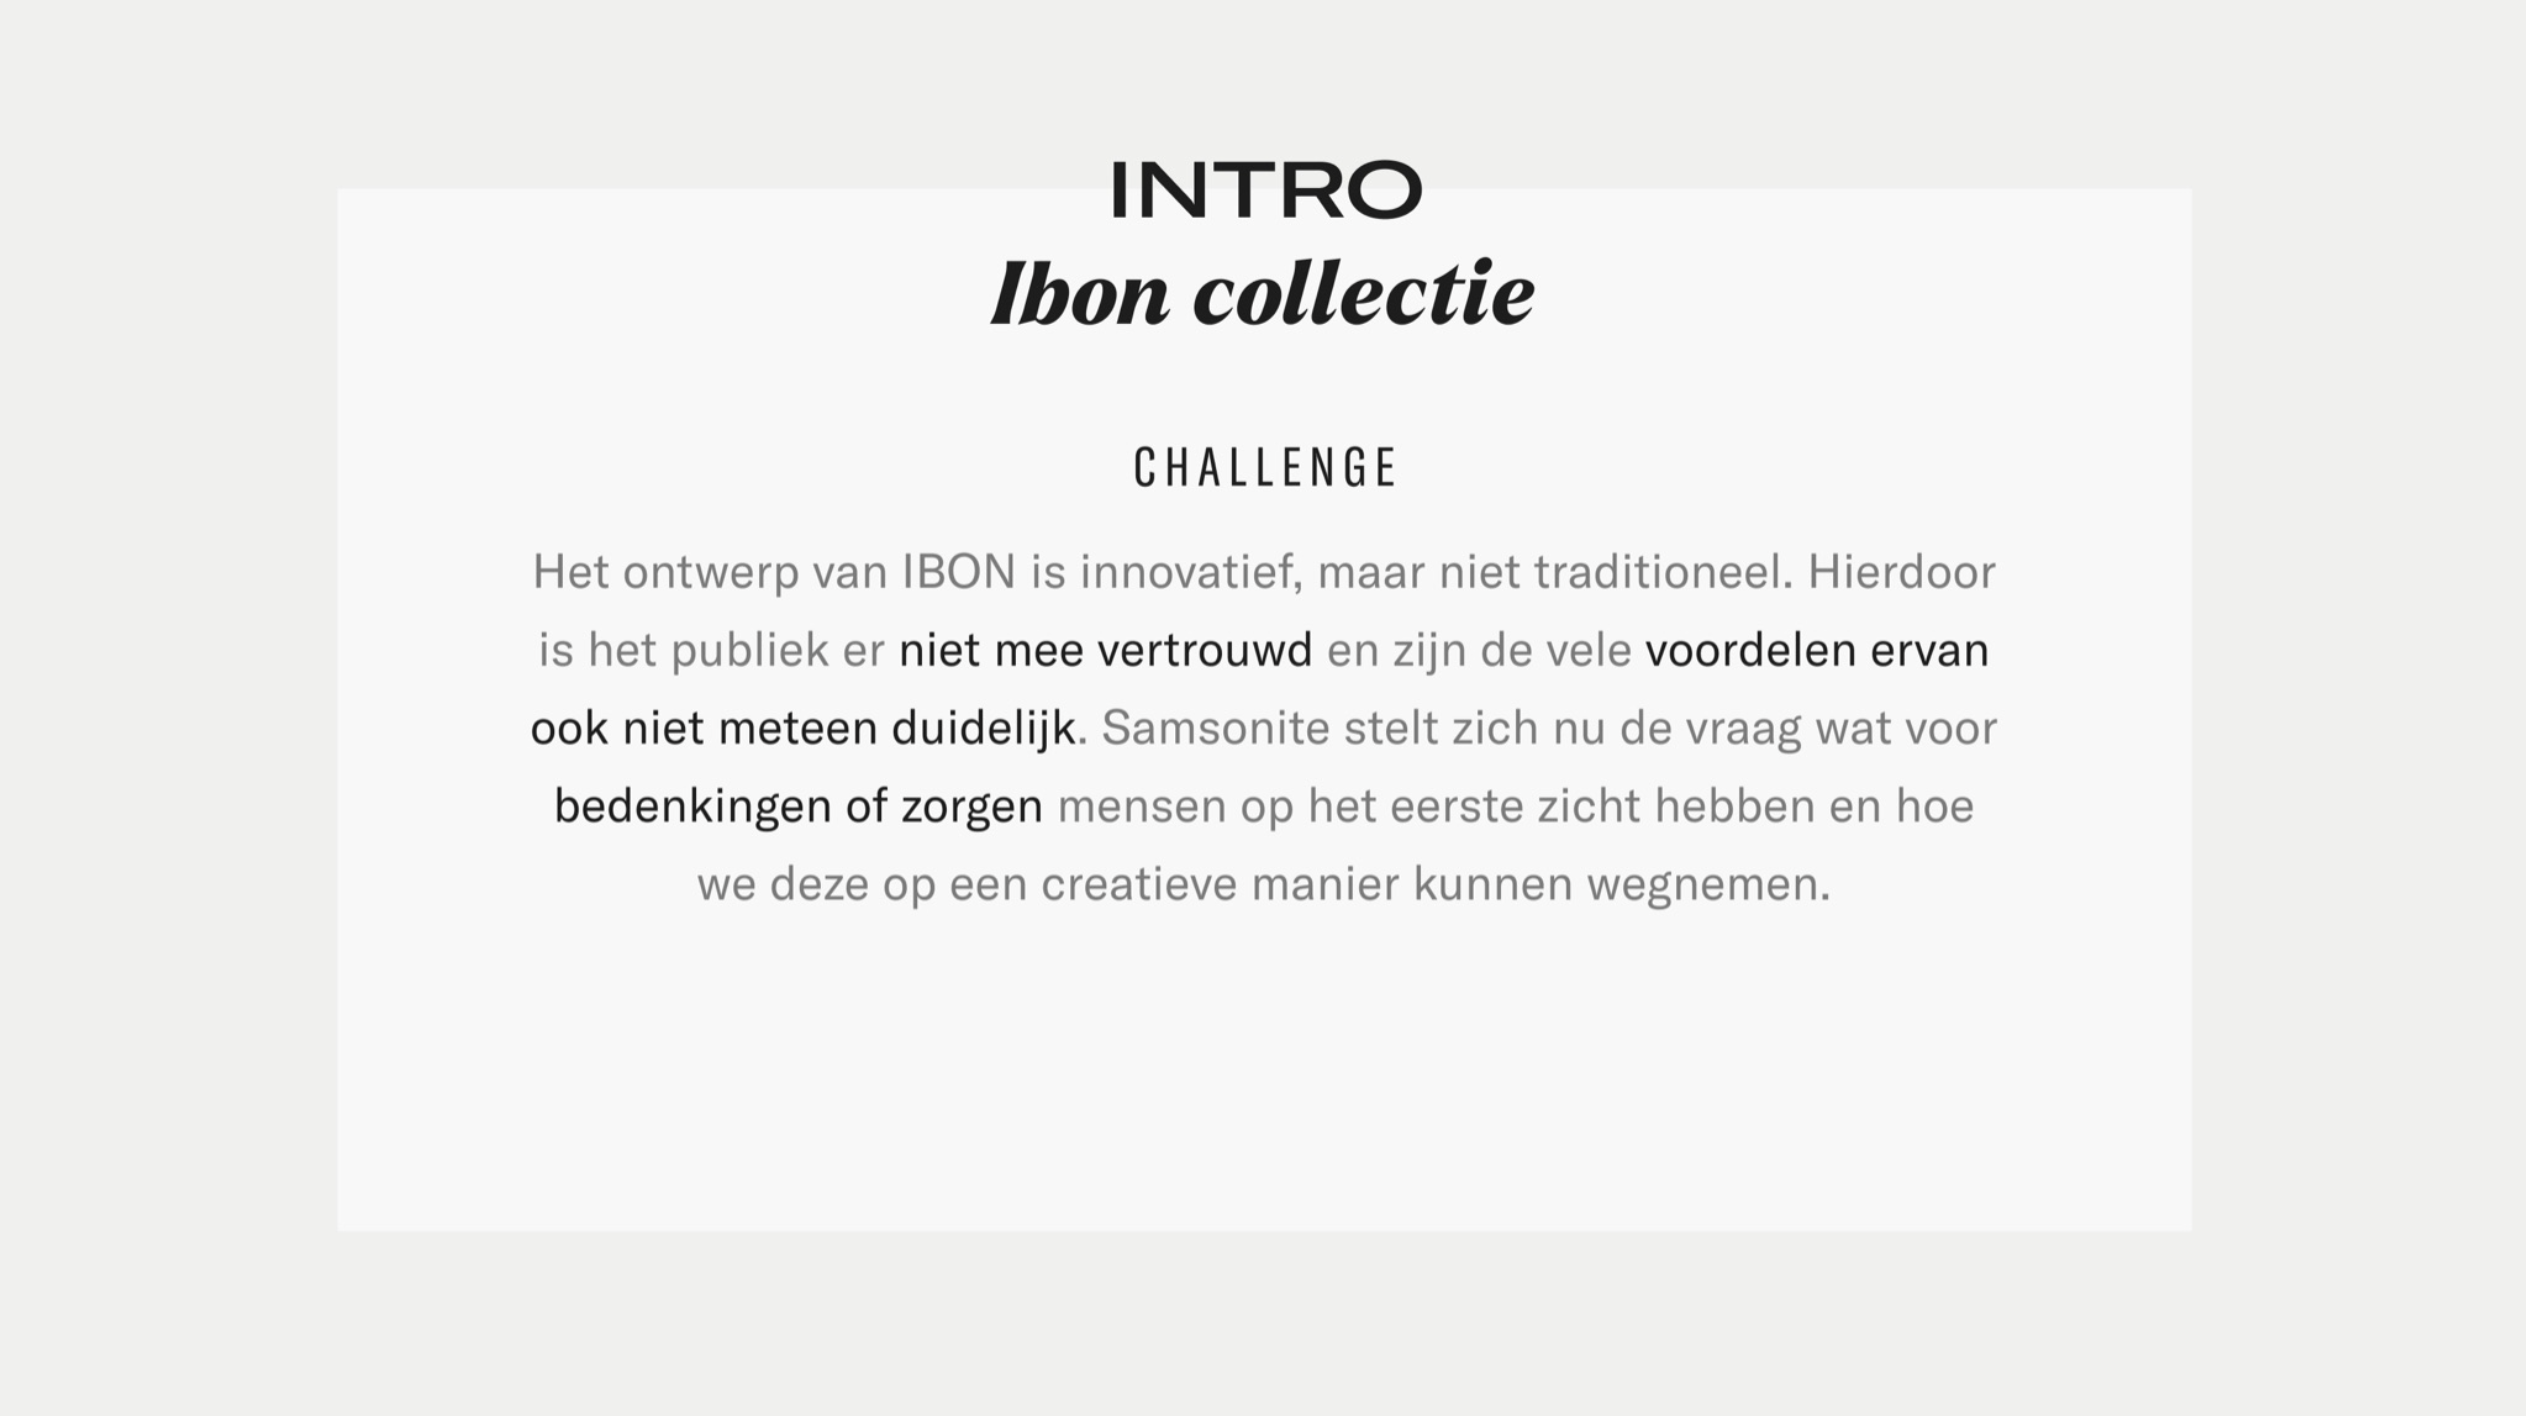 INTRO
Ibon collectie
CHALLENGE
Het ontwerp van IBON is innovatief, maar niet traditioneel. Hierdoor
is het publiek er niet mee vertrouwd en zijn de vele voordelen ervan
ook niet meteen duidelijk. Samsonite stelt zich nu de vraag wat voor
bedenkingen of zorgen mensen op het eerste zicht hebben en hoe
we deze op een creatieve manier kunnen wegnemen.